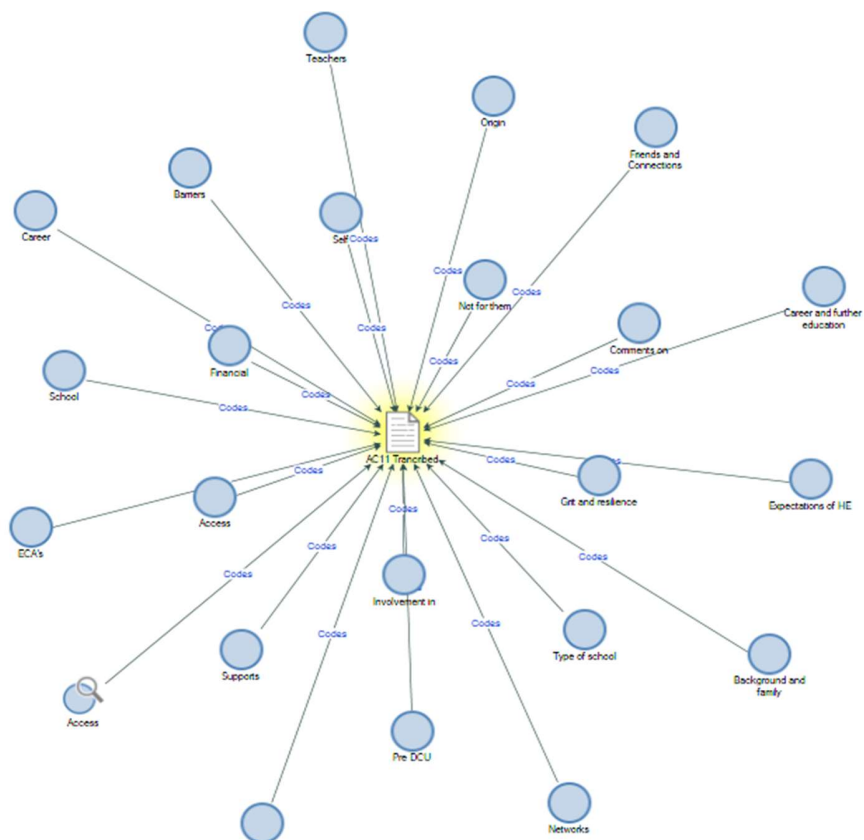 Teachers
Origin
Friends and
Connections
Barriers
Career
Self
Codes
Codes
Not for them
Codes
Career and further
education
Codes
Codes
Comments on
Financial
Codes
Codes
Codes
School
Codes
Codes
Codes
AC11 Trancribed
Codes
Codes
Grit and resilience
Expectations of HE
Access
ECA's
Codes
Codes
Codes
Codes
Codes
Involvement in
Codes
Codes
Type of school
Supports
Background and
family
Access
Pre DCU
Networks